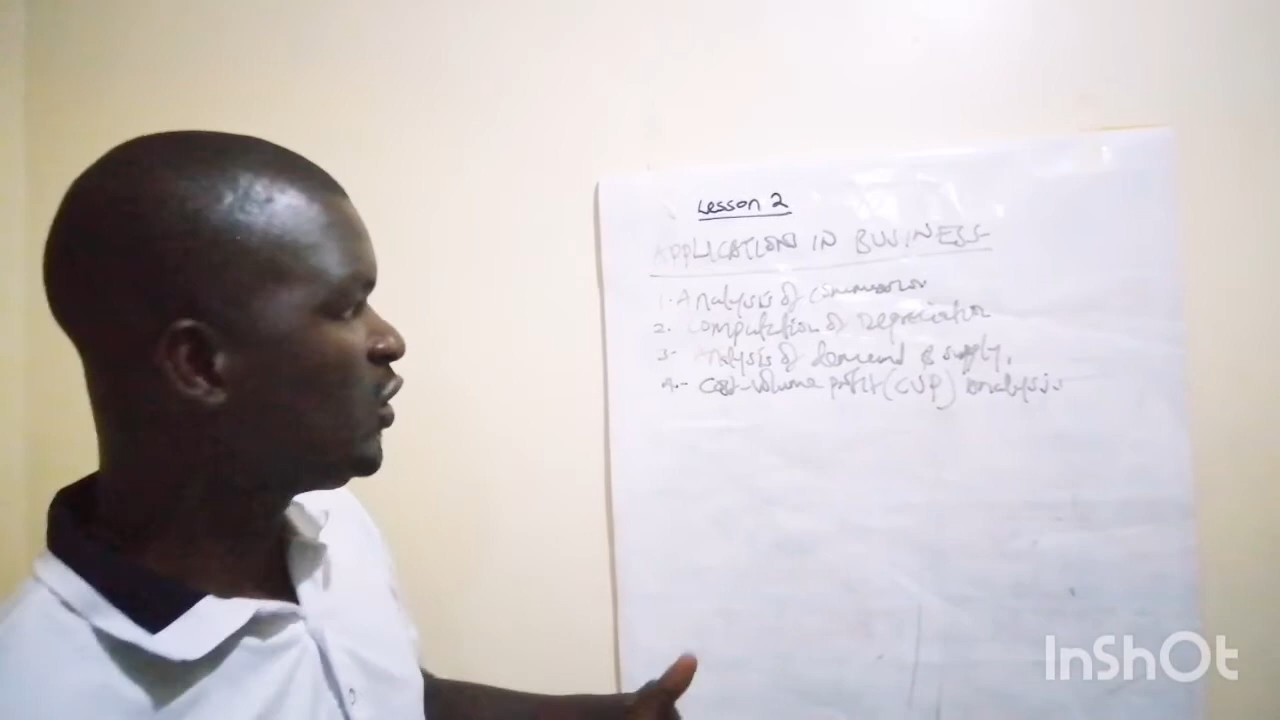 Lesson 2
APPLICATIONS IN BUSINESS
1. Analysis of commission
2. Computation of Depreciation
3- Analysis of demand & supply.
4.- Cost-volume profit (CVP) analysis
InShOt